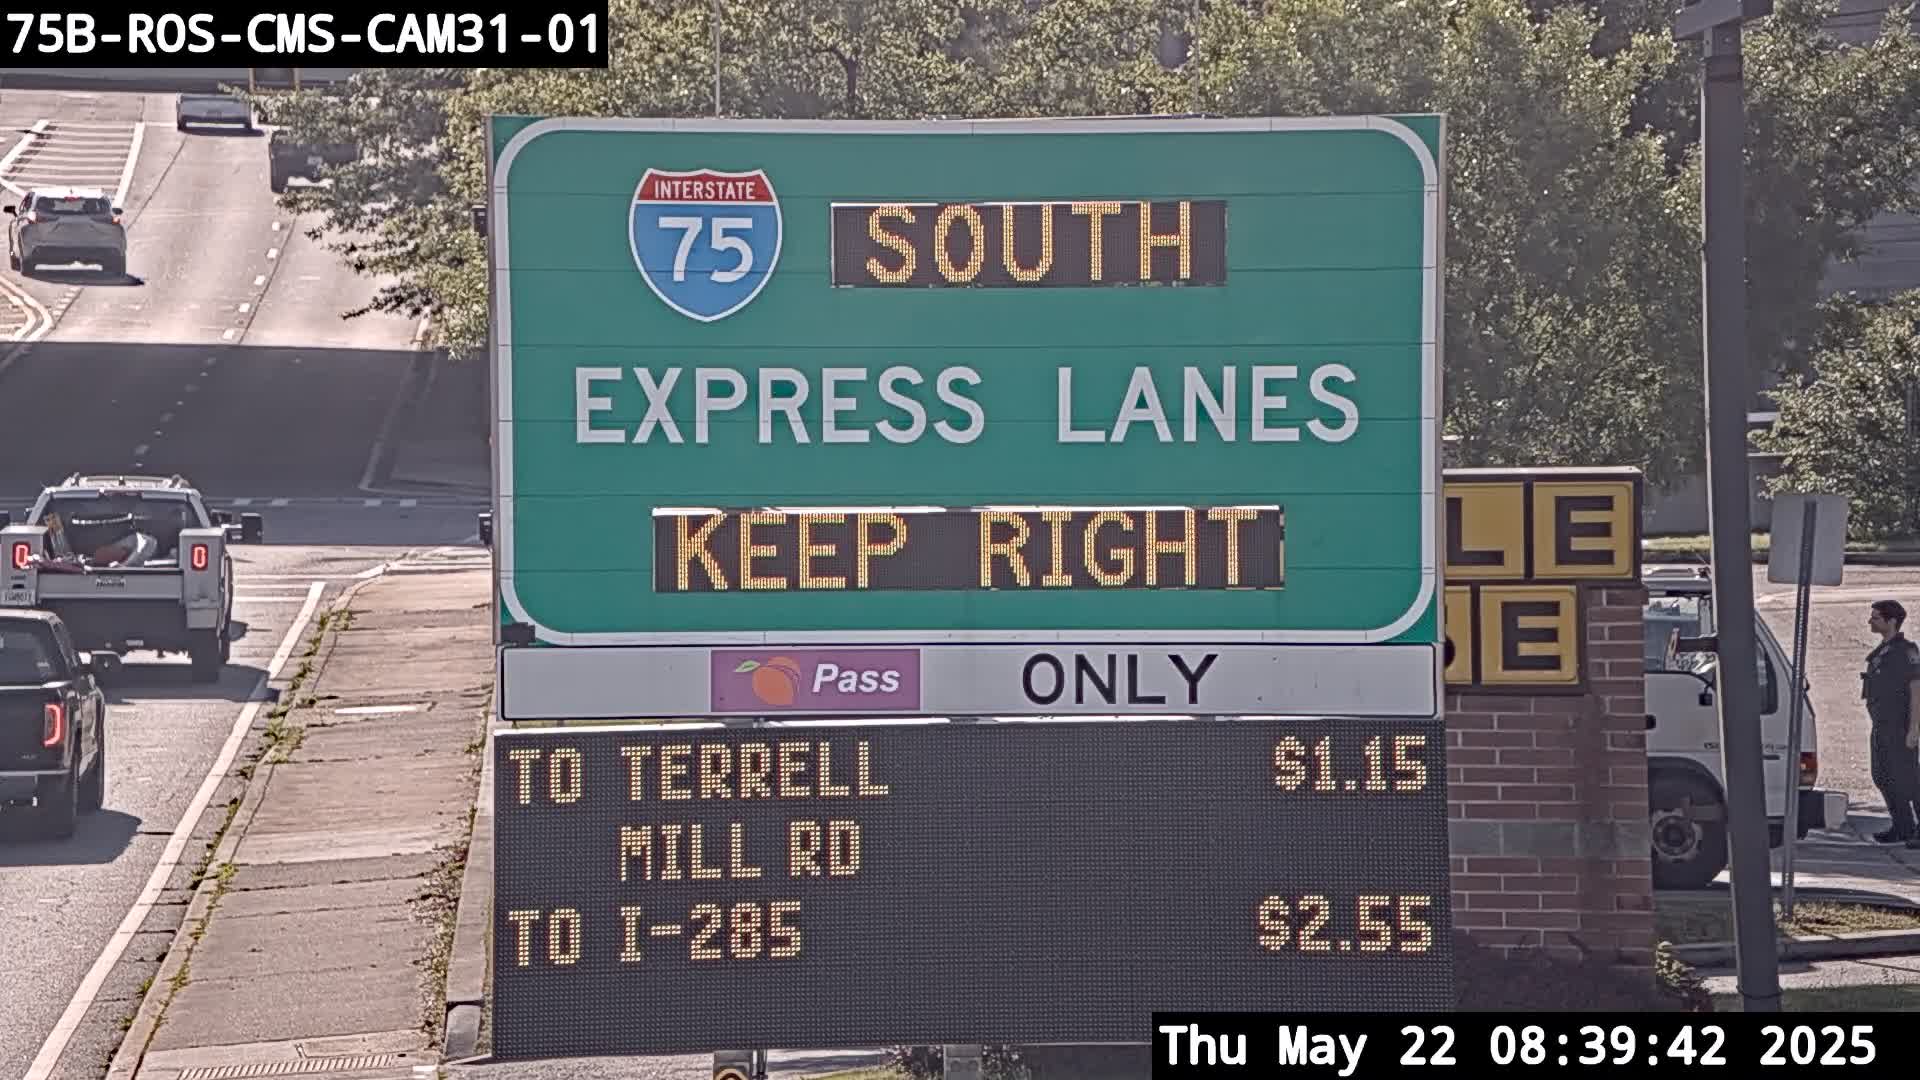 75B-ROS-CMS-CAM31-01
INTERSTATE
75
SOUTH
EXPRESS LANES
KEEP RIGHT
Pass ONLY
TO TERRELL $1.15
MILL RD
TO I-285 $2.55
LE
E
Thu May 22 08:39:42 2025